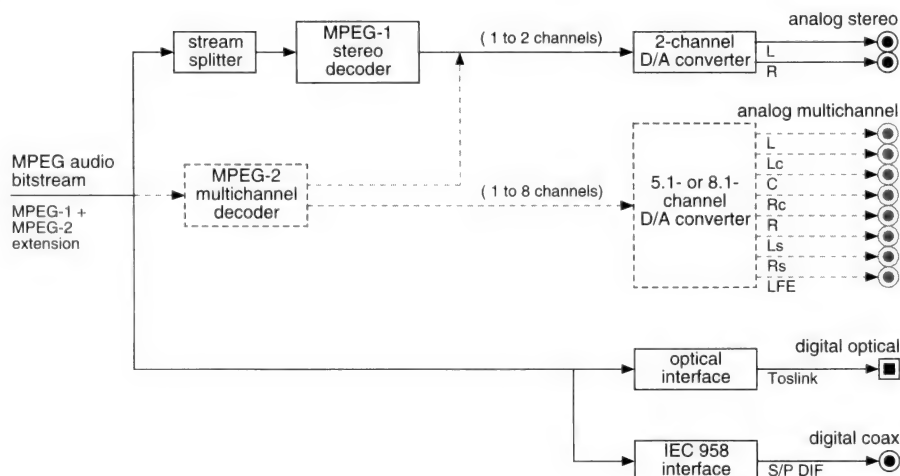 analog stereo
stream
splitter
MPEG-1
stereo
decoder
( 1 to 2 channels)
2-channel
D/A converter
L
R
analog multichannel
MPEG audio
bitstream
MPEG-1 +
MPEG-2
extension
MPEG-2
multichannel
decoder
(1 to 8 channels)
5.1- or 8.1-
channel
D/A converter
L
Lc
C
Rc
R
Ls
Rs
LFE
digital optical
optical
interface
Toslink
digital coax
IEC 958
interface
S/P DIF